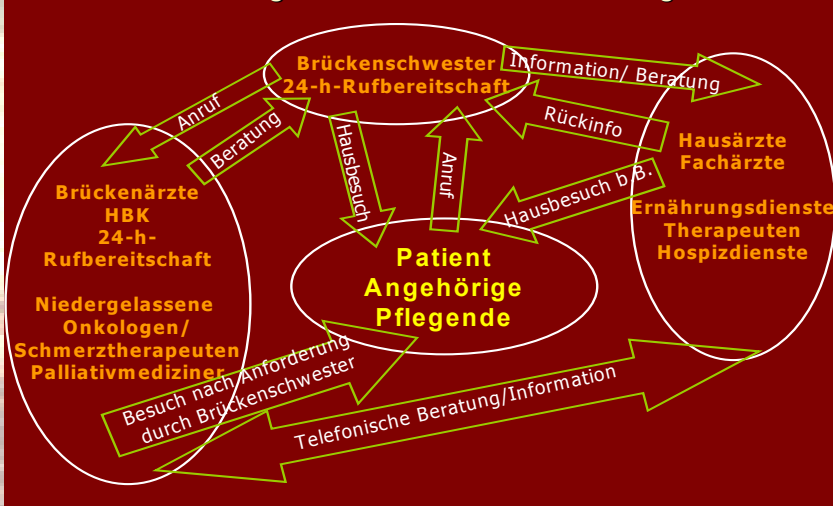 Brückenschwester
24-h-Rufbereitschaft
Information/ Beratung
Anruf
Beratung
Hausbesuch
Anruf
Rückinfo
Hausbesuch b.B.
Hausärzte
Fachärzte
Ernährungsdienste
Therapeuten
Hospizdienste
Brückenärzte
HBK
24-h-
Rufbereitschaft
Niedergelassene
Onkologen/
Schmerztherapeuten
Palliativmediziner
Patient
Angehörige
Pflegende
Besuch nach Anforderung
durch Brückenschwester
Telefonische Beratung/Information